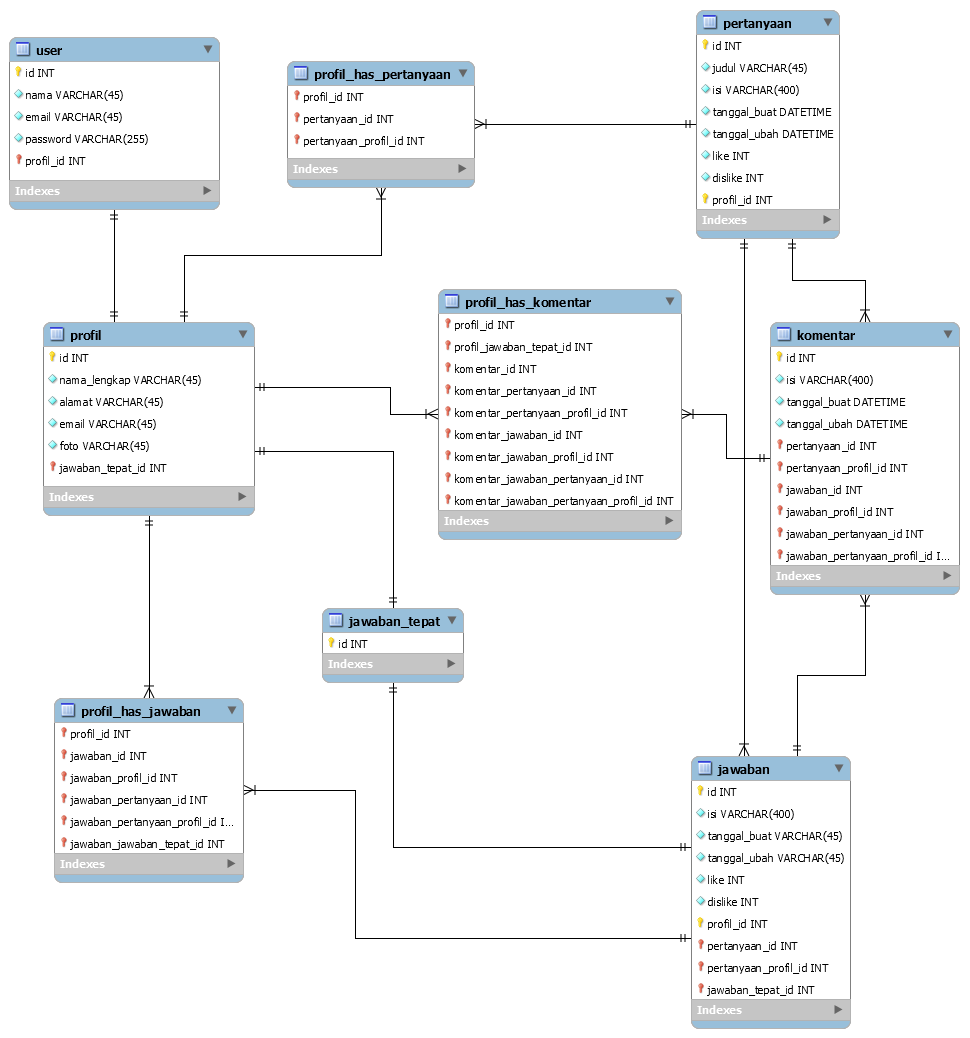 user
id INT
nama VARCHAR(45)
email VARCHAR(45)
password VARCHAR(255)
profil_id INT
Indexes
profil_has_pertanyaan
profil_id INT
pertanyaan_id INT
pertanyaan_profil_id INT
Indexes
pertanyaan
id INT
judul VARCHAR(45)
isi VARCHAR(400)
tanggal_buat DATETIME
tanggal_ubah DATETIME
like INT
dislike INT
profil_id INT
Indexes
profil
id INT
nama_lengkap VARCHAR(45)
alamat VARCHAR(45)
email VARCHAR(45)
foto VARCHAR(45)
jawaban_tepat_id INT
Indexes
profil_has_komentar
profil_id INT
profil_jawaban_tepat_id INT
komentar_id INT
komentar_pertanyaan_id INT
komentar_pertanyaan_profil_id INT
komentar_jawaban_id INT
komentar_jawaban_profil_id INT
komentar_jawaban_pertanyaan_id INT
komentar_jawaban_pertanyaan_profil_id INT
Indexes
komentar
id INT
isi VARCHAR(400)
tanggal_buat DATETIME
tanggal_ubah DATETIME
pertanyaan_id INT
pertanyaan_profil_id INT
jawaban_id INT
jawaban_profil_id INT
jawaban_pertanyaan_id INT
jawaban_pertanyaan_profil_id I...
Indexes
jawaban_tepat
id INT
Indexes
profil_has_jawaban
profil_id INT
jawaban_id INT
jawaban_profil_id INT
jawaban_pertanyaan_id INT
jawaban_pertanyaan_profil_id I...
jawaban_jawaban_tepat_id INT
Indexes
jawaban
id INT
isi VARCHAR(400)
tanggal_buat VARCHAR(45)
tanggal_ubah VARCHAR(45)
like INT
dislike INT
profil_id INT
pertanyaan_id INT
pertanyaan_profil_id INT
jawaban_tepat_id INT
Indexes